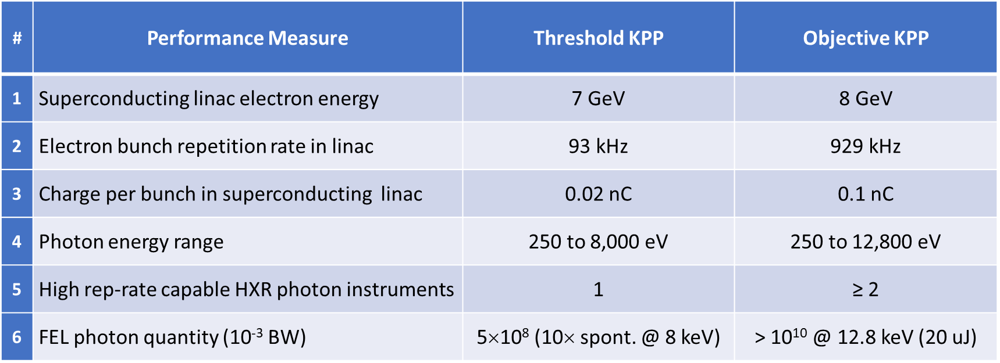 # Performance Measure Threshold KPP Objective KPP
1 Superconducting linac electron energy 7 GeV 8 GeV
2 Electron bunch repetition rate in linac 93 kHz 929 kHz
3 Charge per bunch in superconducting  linac 0.02 nC 0.1 nC
4 Photon energy range 250 to 8,000 eV 250 to 12,800 eV
5 High rep-rate capable HXR photon instruments 1 ≥ 2
6 FEL photon quantity (10⁻³ BW) 5×10⁸ (10× spont. @ 8 keV) > 10¹⁰ @ 12.8 keV (20 uJ)